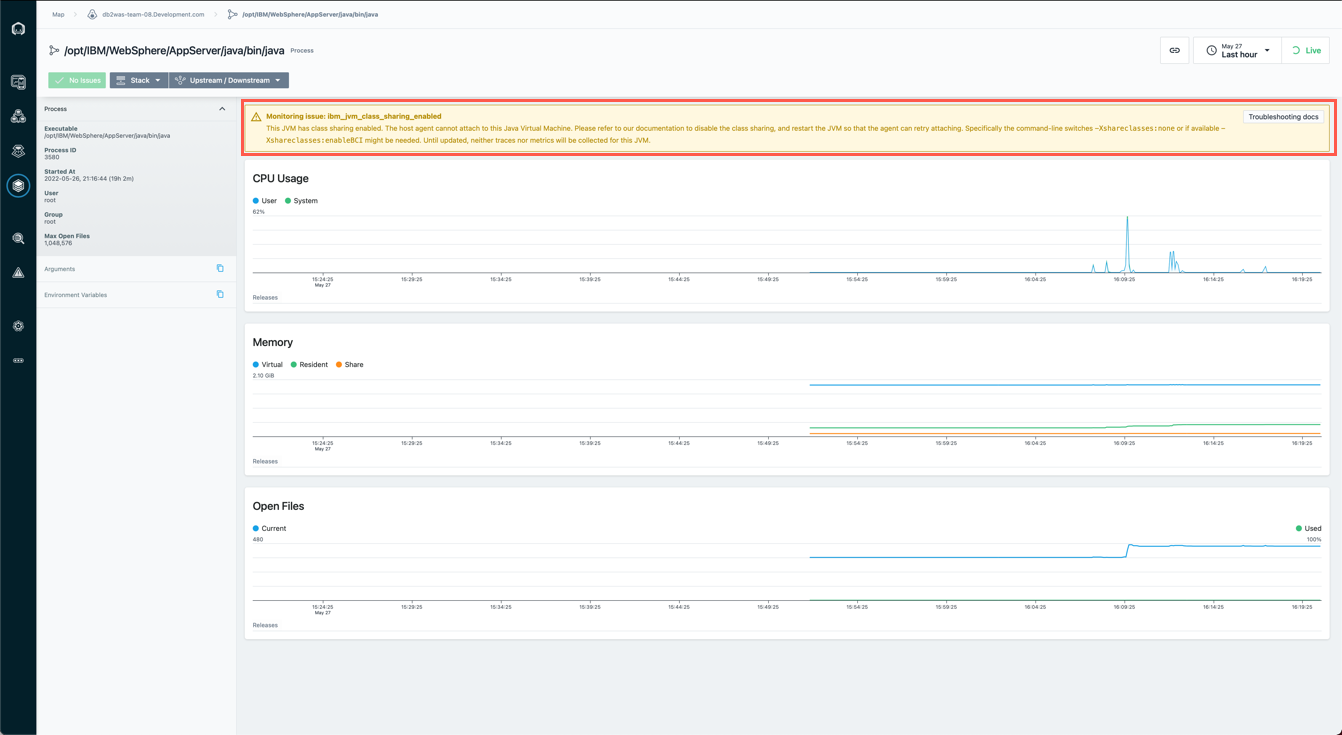 Map
db2was-team-08.Development.com
/opt/IBM/WebSphere/AppServer/java/bin/java
/opt/IBM/WebSphere/AppServer/java/bin/java Process
May 27
Last hour
Live
No Issues
Stack
Upstream / Downstream
Process
Executable
/opt/IBM/WebSphere/AppServer/java/bin/java
Process ID
3580
Started At
2022-05-26, 21:16:44 (19h 2m)
User
root
Group
root
Max Open Files
1,048,576
Arguments
Environment Variables
Monitoring issue: ibm_jvm_class_sharing_enabled
This JVM has class sharing enabled. The host agent cannot attach to this Java Virtual Machine. Please refer to our documentation to disable the class sharing, and restart the JVM so that the agent can retry attaching. Specifically the command-line switches -Xshareclasses:none or if available -
Xshareclasses:enableBCI might be needed. Until updated, neither traces nor metrics will be collected for this JVM.
Troubleshooting docs
CPU Usage
User System
62%
15:24:25 15:29:25 15:34:25 15:39:25 15:44:25 15:49:25 15:54:25 15:59:25 16:04:25 16:09:25 16:14:25 16:19:25
May 27
Releases
Memory
Virtual Resident Share
2.10 GiB
15:24:25 15:29:25 15:34:25 15:39:25 15:44:25 15:49:25 15:54:25 15:59:25 16:04:25 16:09:25 16:14:25 16:19:25
May 27
Releases
Open Files
Current Used
480 100%
15:24:25 15:29:25 15:34:25 15:39:25 15:44:25 15:49:25 15:54:25 15:59:25 16:04:25 16:09:25 16:14:25 16:19:25
May 27
Releases